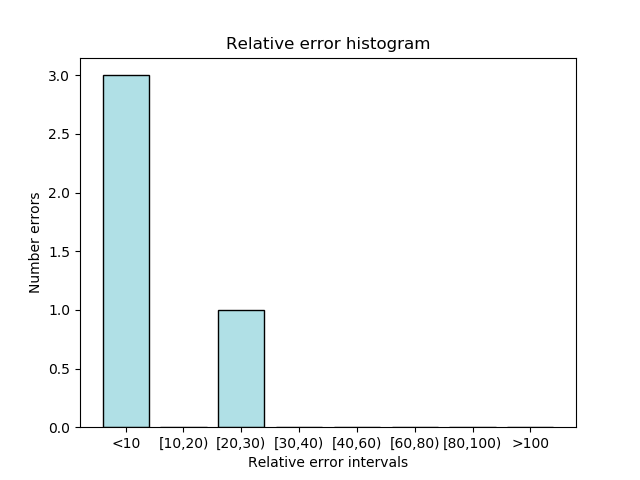 Relative error histogram
3.0
2.5
2.0
1.5
1.0
0.5
0.0
Number errors
<10 [10,20) [20,30) [30,40) [40,60) [60,80) [80,100) >100
Relative error intervals